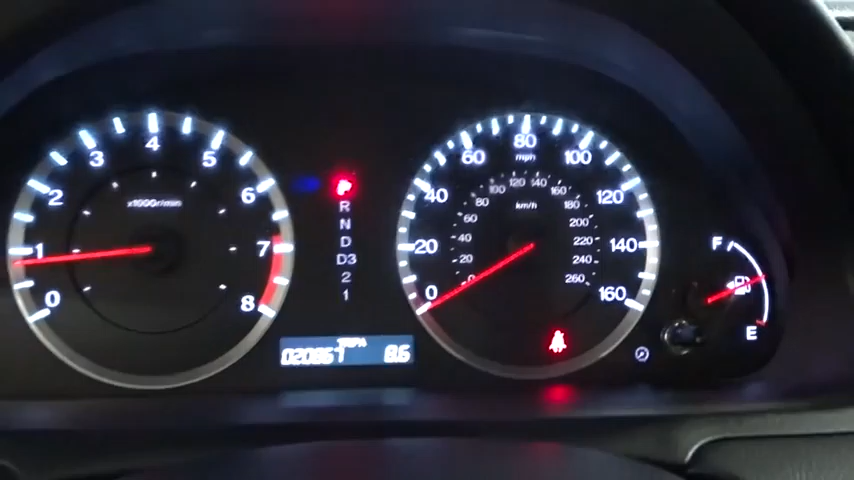 0 1 2 3 4 5 6 7 8
x1000r/min
P
R
N
D
D3
2
1
0 20 40 60 80 100 120 140 160
mph
20 40 60 80 100 120 140 160 180 200 220 240 260
km/h
F
E
8.6